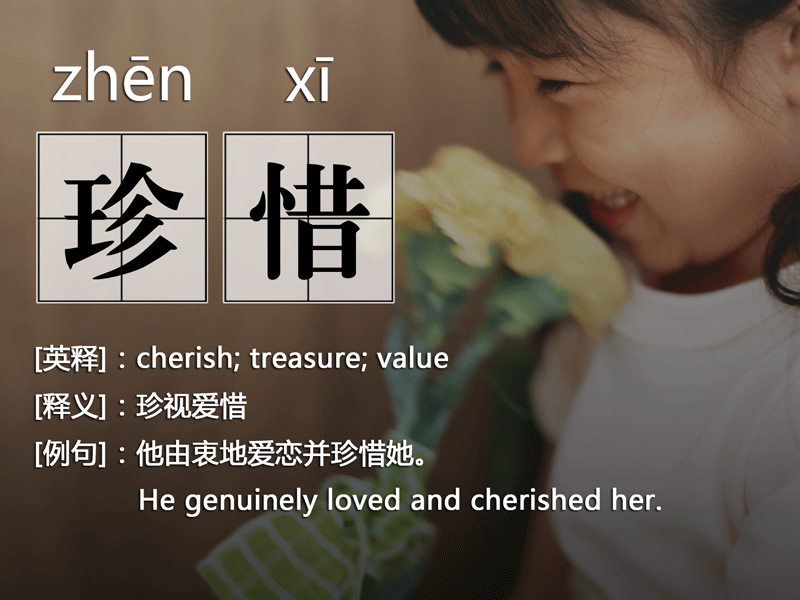 zhēn xī
珍惜
[英释]：cherish; treasure; value
[释义]：珍视爱惜
[例句]：他由衷地爱恋并珍惜她。
He genuinely loved and cherished her.